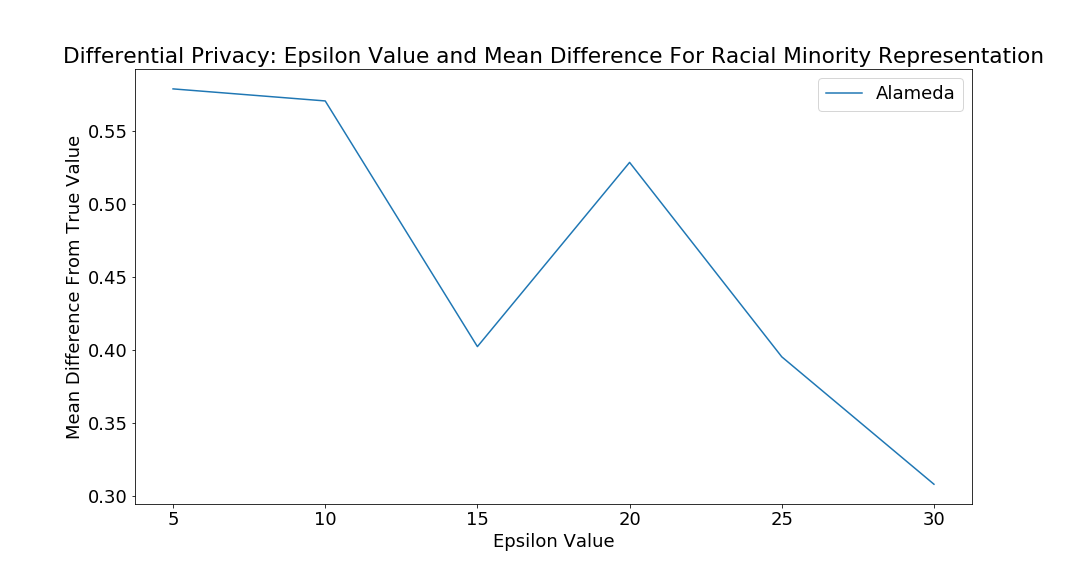 Differential Privacy: Epsilon Value and Mean Difference For Racial Minority Representation
Alameda
Mean Difference From True Value
0.55
0.50
0.45
0.40
0.35
0.30
5 10 15 20 25 30
Epsilon Value